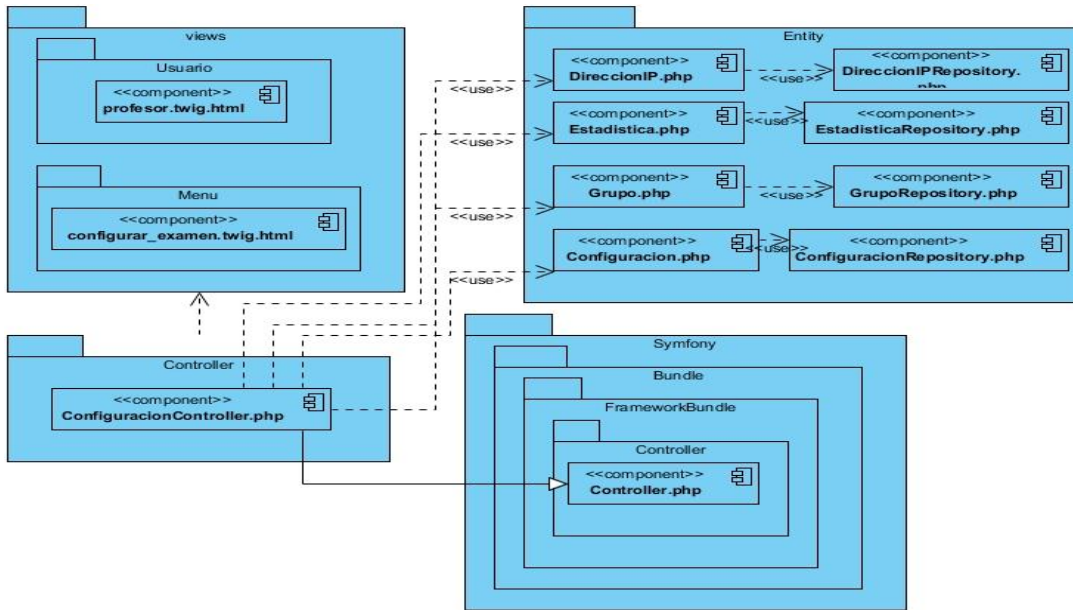 views
Usuario
<<component>>
profesor.twig.html
Menu
<<component>>
configurar_examen.twig.html
Entity
<<component>>
DireccionIP.php
<<use>>
<<component>>
DireccionIPRepository.
php
<<use>>
<<component>>
Estadistica.php
<<use>>
<<component>>
EstadisticaRepository.php
<<use>>
<<component>>
Grupo.php
<<use>>
<<component>>
GrupoRepository.php
<<use>>
<<component>>
Configuracion.php
<<use>>
<<component>>
ConfiguracionRepository.php
<<use>>
Controller
<<component>>
ConfiguracionController.php
Symfony
Bundle
FrameworkBundle
Controller
<<component>>
Controller.php